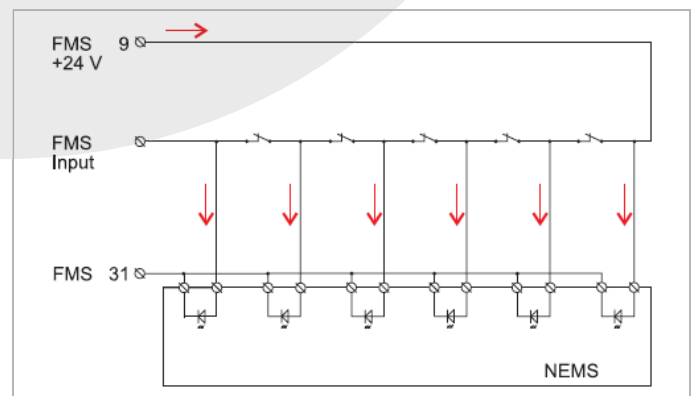 FMS 9
+24 V
FMS
Input
FMS 31
NEMS